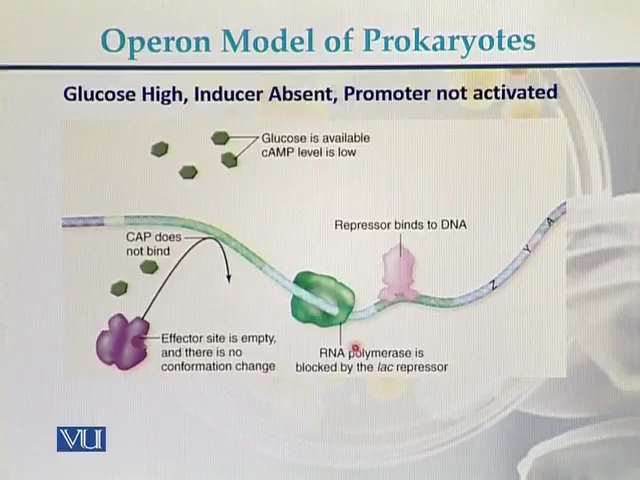 Operon Model of Prokaryotes
Glucose High, Inducer Absent, Promoter not activated
Glucose is available
cAMP level is low
Repressor binds to DNA
CAP does
not bind
A
Y
Z
Effector site is empty,
and there is no
conformation change
RNA polymerase is
blocked by the lac repressor
VU